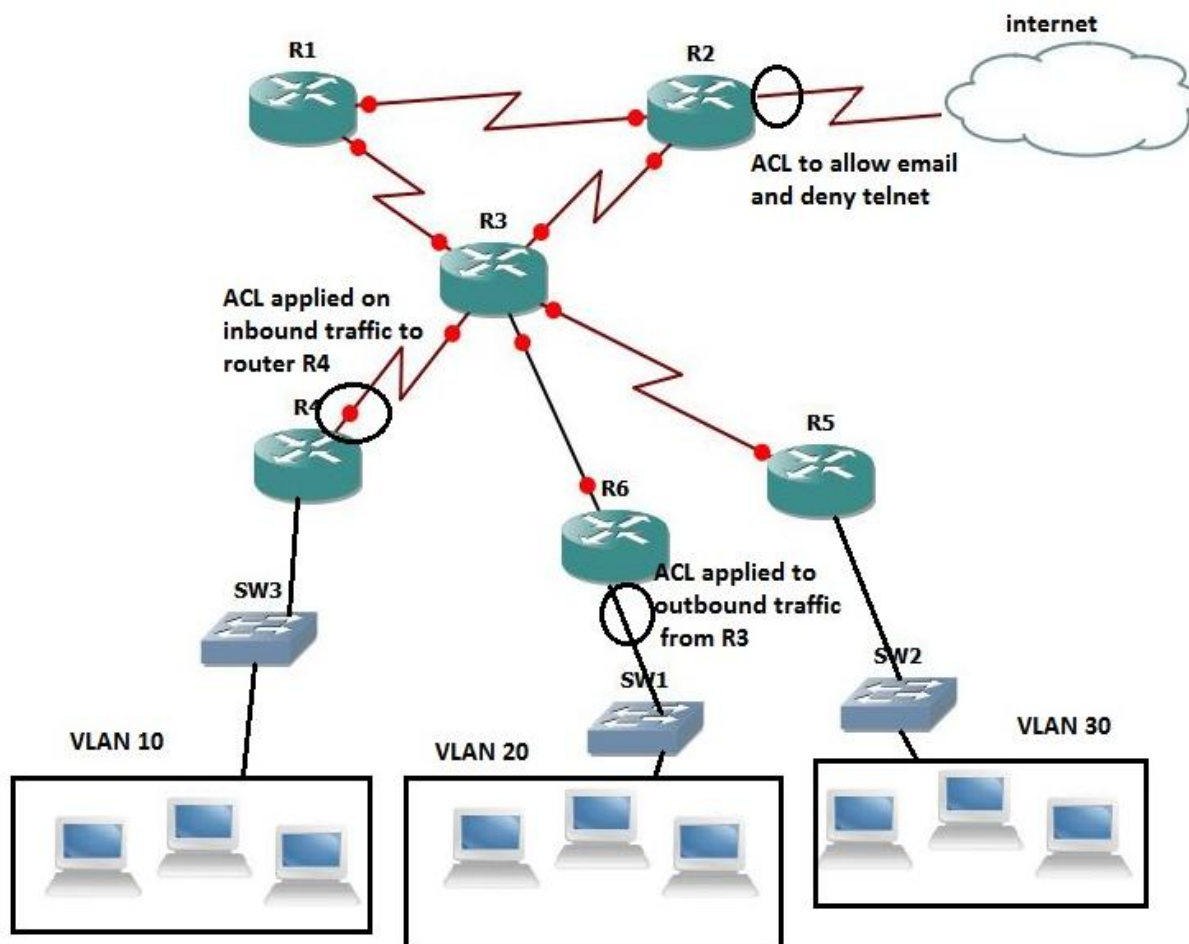 internet
R1
R2
ACL to allow email
and deny telnet
R3
ACL applied on
inbound traffic to
router R4
R4
R5
R6
ACL applied to
outbound traffic
from R3
SW3
SW1
SW2
VLAN 10
VLAN 20
VLAN 30